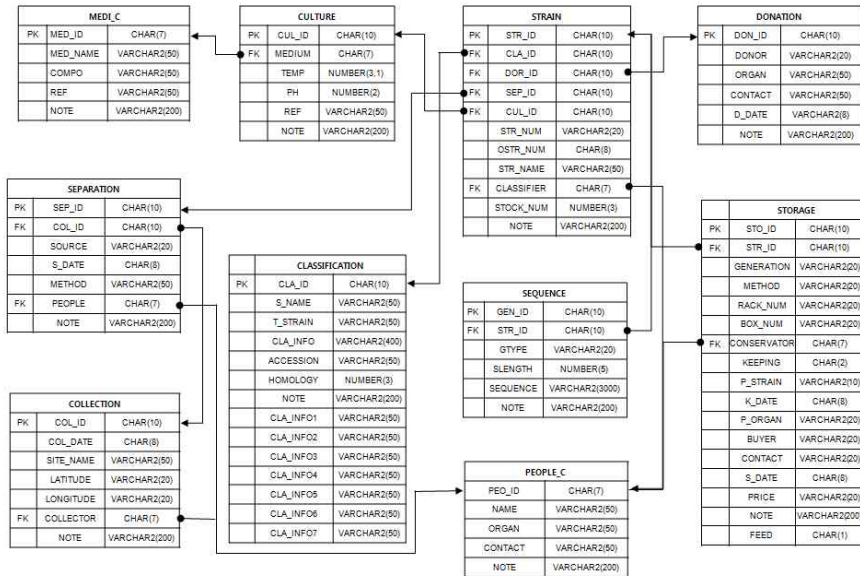 MEDI_C
PK MED_ID CHAR(7)
MED_NAME VARCHAR2(50)
COMPO VARCHAR2(50)
REF VARCHAR2(50)
NOTE VARCHAR2(200)
CULTURE
PK CUL_ID CHAR(10)
FK MEDIUM CHAR(7)
TEMP NUMBER(3,1)
PH NUMBER(2)
REF VARCHAR2(50)
NOTE VARCHAR2(200)
STRAIN
PK STR_ID CHAR(10)
FK CLA_ID CHAR(10)
FK DOR_ID CHAR(10)
FK SEP_ID CHAR(10)
FK CUL_ID CHAR(10)
STR_NUM VARCHAR2(20)
OSTR_NUM CHAR(8)
STR_NAME VARCHAR2(50)
FK CLASSIFIER CHAR(7)
STOCK_NUM NUMBER(3)
NOTE VARCHAR2(200)
DONATION
PK DON_ID CHAR(10)
DONOR VARCHAR2(20)
ORGAN VARCHAR2(50)
CONTACT VARCHAR2(50)
D_DATE VARCHAR2(8)
NOTE VARCHAR2(200)
SEPARATION
PK SEP_ID CHAR(10)
FK COL_ID CHAR(10)
SOURCE VARCHAR2(20)
S_DATE CHAR(8)
METHOD VARCHAR2(50)
FK PEOPLE CHAR(7)
NOTE VARCHAR2(200)
CLASSIFICATION
PK CLA_ID CHAR(10)
S_NAME VARCHAR2(50)
T_STRAIN VARCHAR2(50)
CLA_INFO VARCHAR2(400)
ACCESSION VARCHAR2(50)
HOMOLOGY NUMBER(3)
NOTE VARCHAR2(200)
CLA_INFO1 VARCHAR2(50)
CLA_INFO2 VARCHAR2(50)
CLA_INFO3 VARCHAR2(50)
CLA_INFO4 VARCHAR2(50)
CLA_INFO5 VARCHAR2(50)
CLA_INFO6 VARCHAR2(50)
CLA_INFO7 VARCHAR2(50)
SEQUENCE
PK GEN_ID CHAR(10)
FK STR_ID CHAR(10)
GTYPE VARCHAR2(20)
SLENGTH NUMBER(5)
SEQUENCE VARCHAR2(3000)
NOTE VARCHAR2(200)
STORAGE
PK STO_ID CHAR(10)
FK STR_ID CHAR(10)
GENERATION VARCHAR2(20)
METHOD VARCHAR2(20)
RACK_NUM VARCHAR2(20)
BOX_NUM VARCHAR2(20)
FK CONSERVATOR CHAR(7)
KEEPING CHAR(2)
P_STRAIN VARCHAR2(10)
K_DATE CHAR(8)
P_ORGAN VARCHAR2(20)
BUYER VARCHAR2(20)
CONTACT VARCHAR2(20)
S_DATE CHAR(8)
PRICE VARCHAR2(20)
NOTE VARCHAR2(200
FEED CHAR(1)
COLLECTION
PK COL_ID CHAR(10)
COL_DATE CHAR(8)
SITE_NAME VARCHAR2(50)
LATITUDE VARCHAR2(20)
LONGITUDE VARCHAR2(20)
FK COLLECTOR CHAR(7)
NOTE VARCHAR2(200)
PEOPLE_C
PEO_ID CHAR(7)
NAME VARCHAR2(50)
ORGAN VARCHAR2(50)
CONTACT VARCHAR2(50)
NOTE VARCHAR2(200)